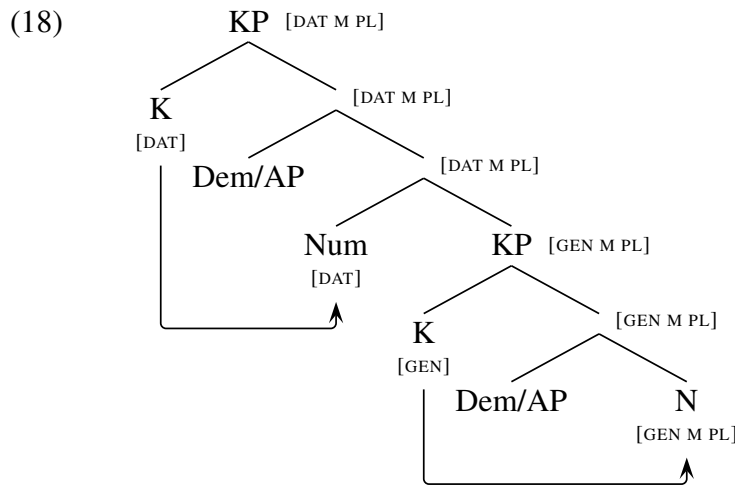 (18) KP [DAT M PL]
K [DAT M PL]
[DAT]
Dem/AP [DAT M PL]
Num KP [GEN M PL]
[DAT]
K [GEN M PL]
[GEN]
Dem/AP N
[GEN M PL]